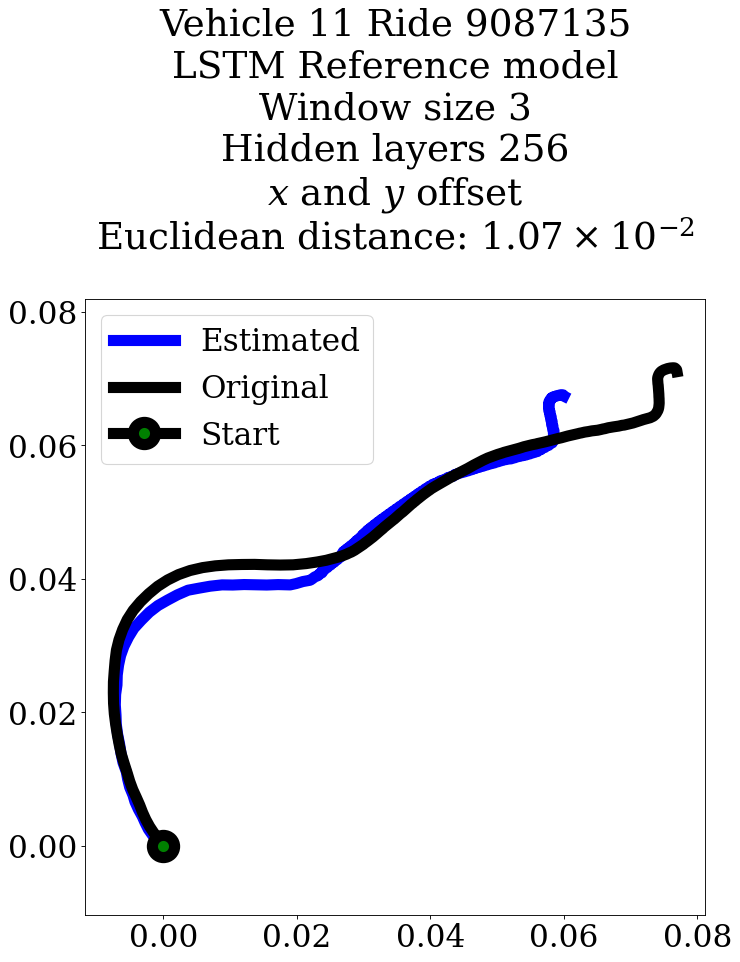 Vehicle 11 Ride 9087135
LSTM Reference model
Window size 3
Hidden layers 256
x and y offset
Euclidean distance: 1.07 × 10⁻²
Estimated
Original
Start
0.08
0.06
0.04
0.02
0.00
0.00 0.02 0.04 0.06 0.08